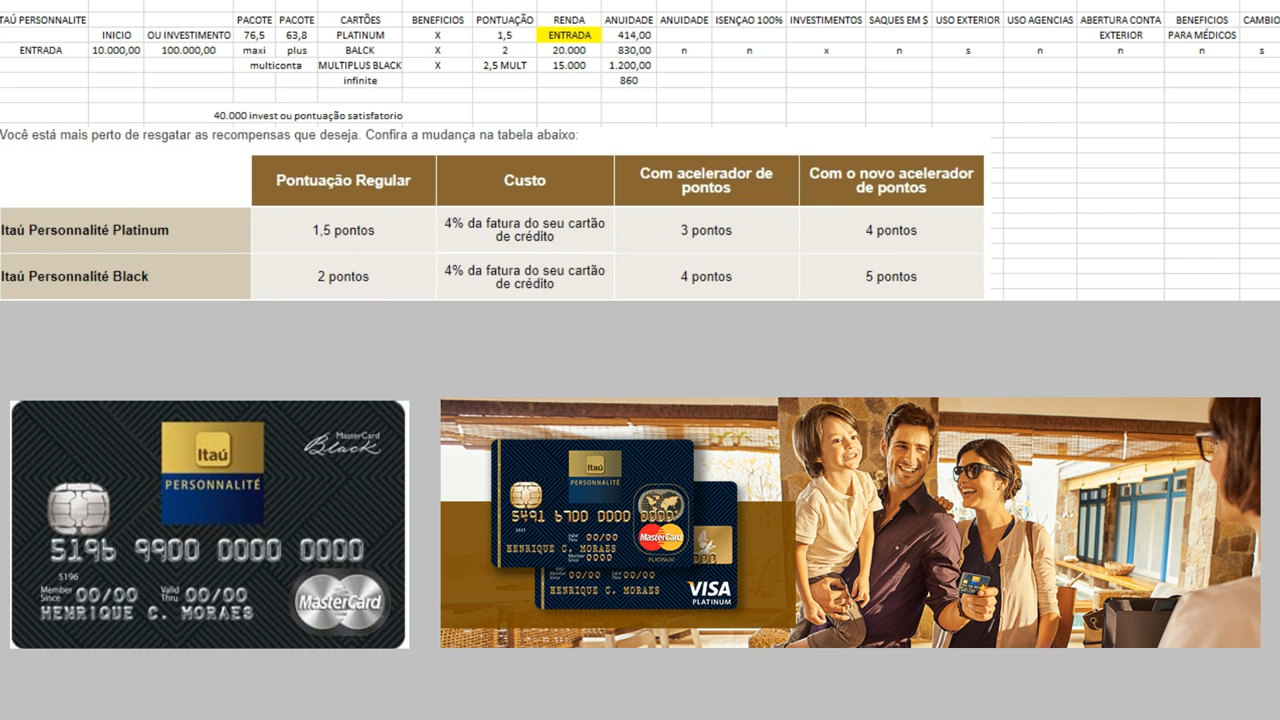 ITAÚ PERSONNALITE PACOTE PACOTE CARTÕES BENEFICIOS PONTUAÇÃO RENDA ANUIDADE ANUIDADE ISENÇAO 100% INVESTIMENTOS SAQUES EM $ USO EXTERIOR USO AGENCIAS ABERTURA CONTA BENEFICIOS CAMBIO
INICIO OU INVESTIMENTO 76,5 63,8 PLATINUM X 1,5 ENTRADA 414,00 EXTERIOR PARA MÉDICOS
ENTRADA 10.000,00 100.000,00 maxi plus BALCK X 2 20.000 830,00 n n x n s n n n s
multiconta MULTIPLUS BLACK X 2,5 MULT 15.000 1.200,00
infinite 860
40.000 invest ou pontuação satisfatorio
Você está mais perto de resgatar as recompensas que deseja. Confira a mudança na tabela abaixo:
Pontuação Regular Custo Com acelerador de pontos Com o novo acelerador de pontos
Itaú Personnalité Platinum 1,5 pontos 4% da fatura do seu cartão de crédito 3 pontos 4 pontos
Itaú Personnalité Black 2 pontos 4% da fatura do seu cartão de crédito 4 pontos 5 pontos
Itaú
PERSONNALITÉ
MasterCard
Black
5196 9900 0000 0000
5196
Member Since 00/00 Valid Thru 00/00
HENRIQUE C. MORAES
MasterCard
Itaú
PERSONNALITÉ
5491 6700 0000 0000
Valid Thru 00/00
HENRIQUE C. MORAES
Member Since 0000
MasterCard
PLATINUM
00/00 00/00
HENRIQUE C. MORAES
VISA
PLATINUM